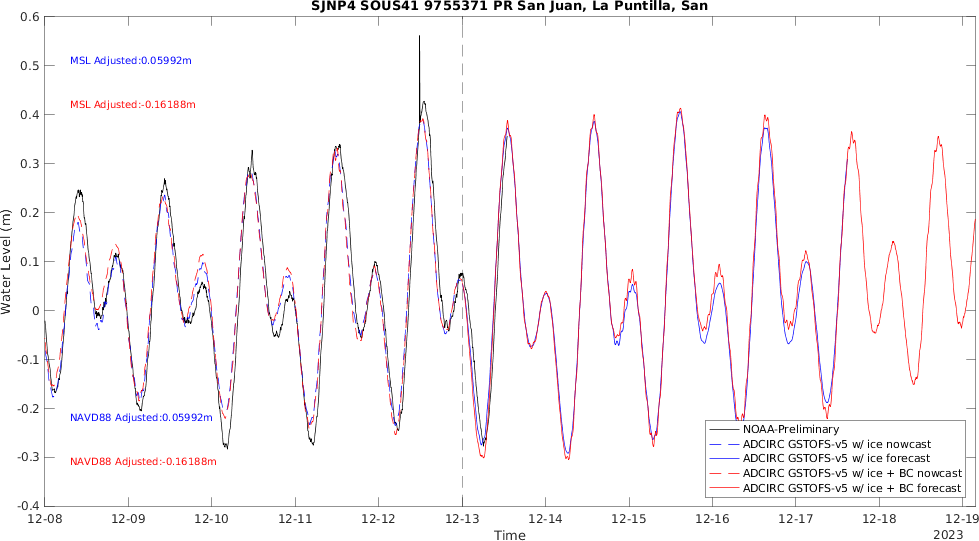 SJNP4 SOUS41 9755371 PR San Juan, La Puntilla, San
0.6
0.5
0.4
0.3
0.2
0.1
0
-0.1
-0.2
-0.3
-0.4
Water Level (m)
MSL Adjusted:0.05992m
MSL Adjusted:-0.16188m
NAVD88 Adjusted:0.05992m
NAVD88 Adjusted:-0.16188m
NOAA-Preliminary
ADCIRC GSTOFS-v5 w/ ice nowcast
ADCIRC GSTOFS-v5 w/ ice forecast
ADCIRC GSTOFS-v5 w/ ice + BC nowcast
ADCIRC GSTOFS-v5 w/ ice + BC forecast
12-08 12-09 12-10 12-11 12-12 12-13 12-14 12-15 12-16 12-17 12-18 12-19
2023
Time